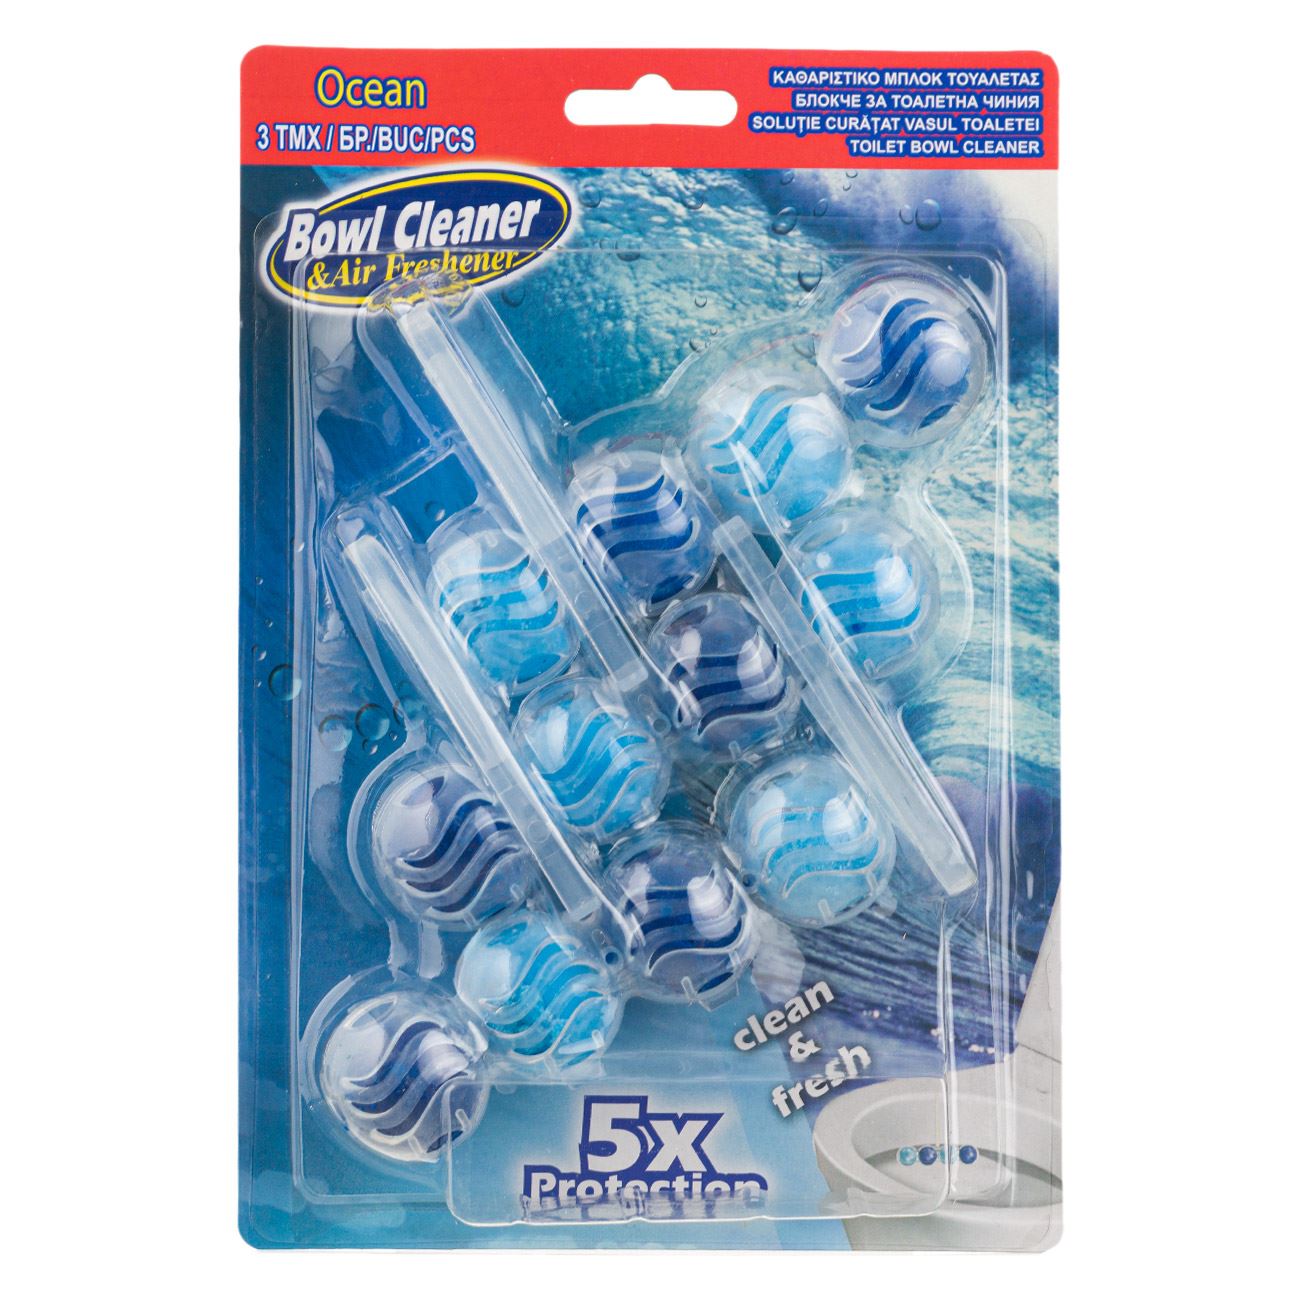 Ocean
3 ΤΜΧ / БР./BUC/PCS
ΚΑΘΑΡΙΣΤΙΚΟ ΜΠΛΟΚ ΤΟΥΑΛΕΤΑΣ
БЛОКЧЕ ЗА ТОАЛЕТНА ЧИНИЯ
SOLUȚIE CURĂȚAT VASUL TOALETEI
TOILET BOWL CLEANER
Bowl Cleaner
& Air Freshener
clean
&
fresh
5x
Protection